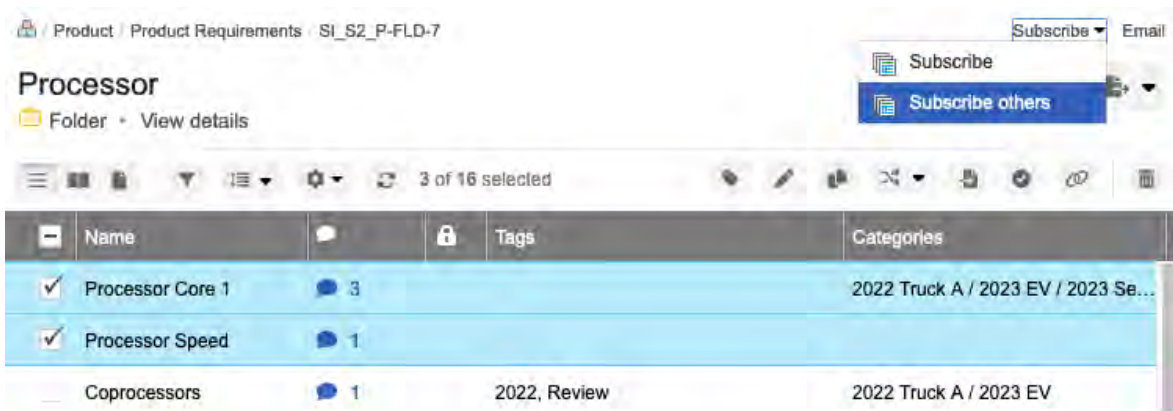 Product / Product Requirements / SI_S2_P-FLD-7
Subscribe Email
Subscribe
Subscribe others
Processor
Folder • View details
3 of 16 selected
Name Tags Categories
Processor Core 1 3 2022 Truck A / 2023 EV / 2023 Se...
Processor Speed 1
Coprocessors 1 2022, Review 2022 Truck A / 2023 EV